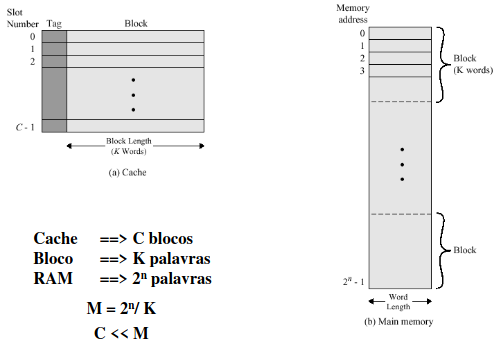 Slot
Number Tag Block
0
1
2
C - 1
Block Length
(K Words)
(a) Cache
Memory
address
0
1
2
3
Block
(K words)
Block
2ⁿ - 1
Word
Length
(b) Main memory
Cache ==> C blocos
Bloco ==> K palavras
RAM ==> 2ⁿ palavras
M = 2ⁿ/ K
C << M